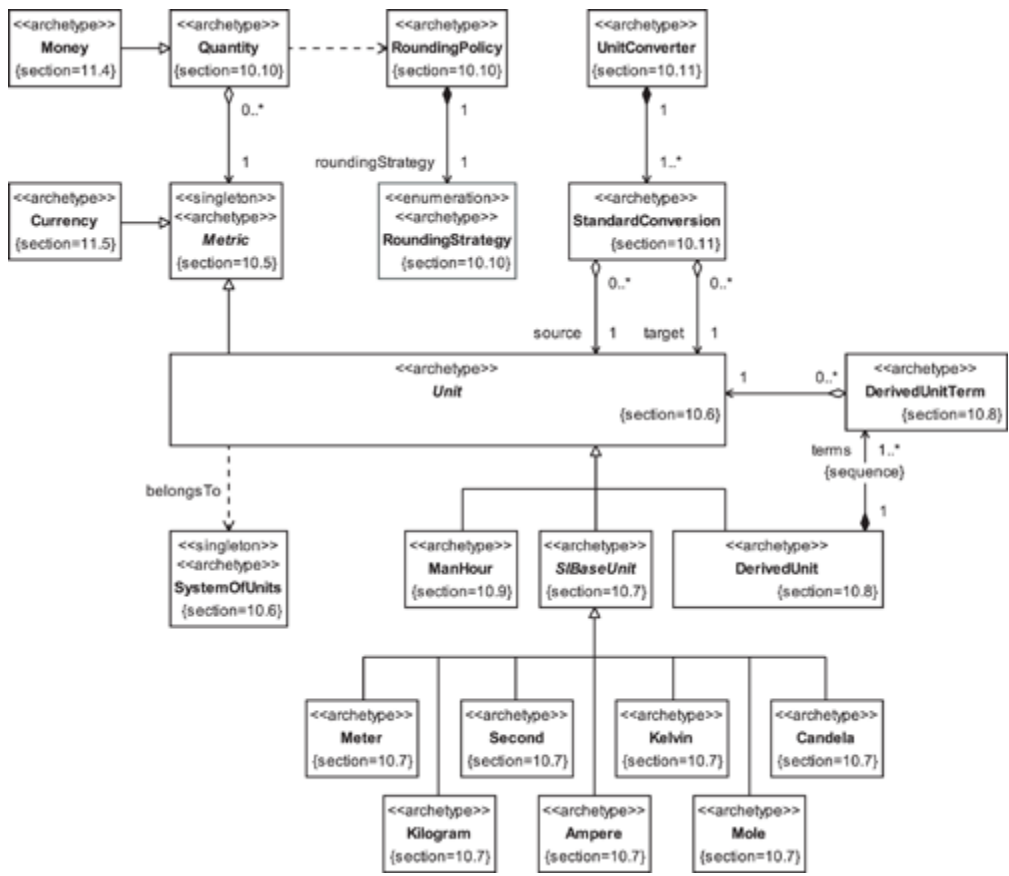 <<archetype>>
Money
{section=11.4}
<<archetype>>
Quantity
{section=10.10}
<<archetype>>
RoundingPolicy
{section=10.10}
<<archetype>>
UnitConverter
{section=10.11}
0..*
1
1
1
roundingStrategy
1
1..*
<<archetype>>
Currency
{section=11.5}
<<singleton>>
<<archetype>>
Metric
{section=10.5}
<<enumeration>>
<<archetype>>
RoundingStrategy
{section=10.10}
<<archetype>>
StandardConversion
{section=10.11}
0..*
0..*
source
1
target
1
<<archetype>>
Unit
{section=10.6}
1
0..*
<<archetype>>
DerivedUnitTerm
{section=10.8}
terms
1..*
{sequence}
1
belongsTo
<<singleton>>
<<archetype>>
SystemOfUnits
{section=10.6}
<<archetype>>
ManHour
{section=10.9}
<<archetype>>
SIBaseUnit
{section=10.7}
<<archetype>>
DerivedUnit
{section=10.8}
<<archetype>>
Meter
{section=10.7}
<<archetype>>
Second
{section=10.7}
<<archetype>>
Kelvin
{section=10.7}
<<archetype>>
Candela
{section=10.7}
<<archetype>>
Kilogram
{section=10.7}
<<archetype>>
Ampere
{section=10.7}
<<archetype>>
Mole
{section=10.7}